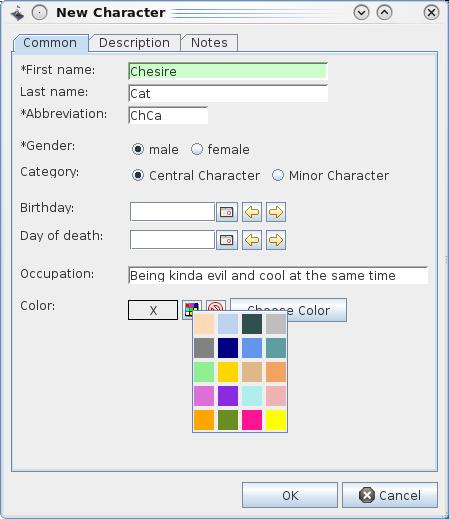 New Character
Common Description Notes
*First name: Chesire
Last name: Cat
*Abbreviation: ChCa
*Gender: male female
Category: Central Character Minor Character
Birthday:
Day of death:
Occupation: Being kinda evil and cool at the same time
Color: X Choose Color
OK Cancel